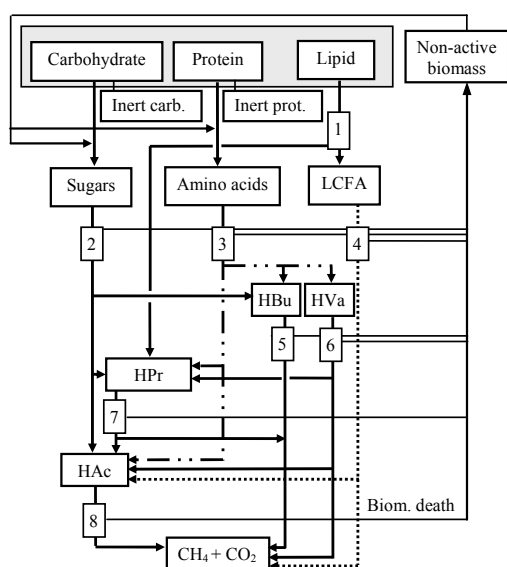 Carbohydrate
Protein
Lipid
Non-active
biomass
Inert carb.
Inert prot.
1
Sugars
Amino acids
LCFA
2
3
4
HBu
HVa
5
6
HPr
7
HAc
8
Biom. death
CH₄ + CO₂